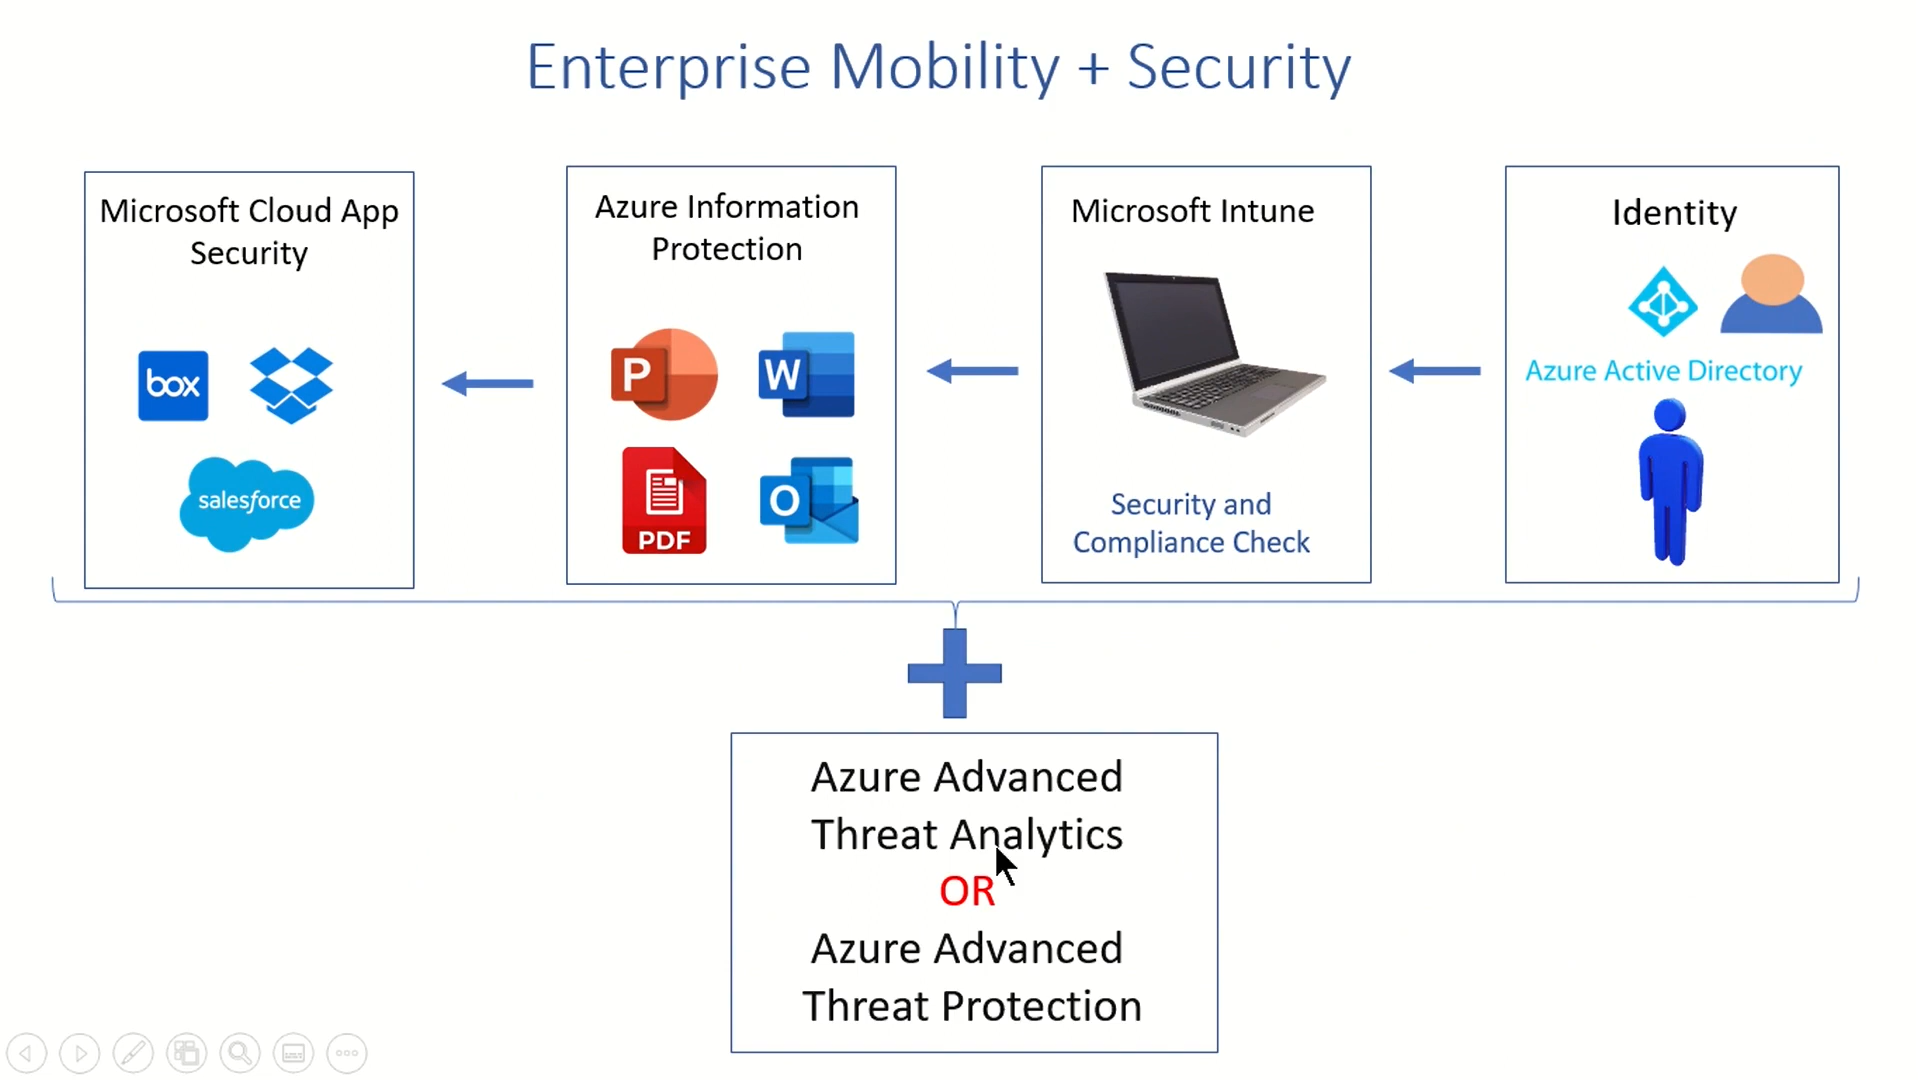 Enterprise Mobility + Security
Microsoft Cloud App
Security
box
salesforce
Azure Information
Protection
P
W
PDF
O
Microsoft Intune
Security and
Compliance Check
Identity
Azure Active Directory
Azure Advanced
Threat Analytics
OR
Azure Advanced
Threat Protection